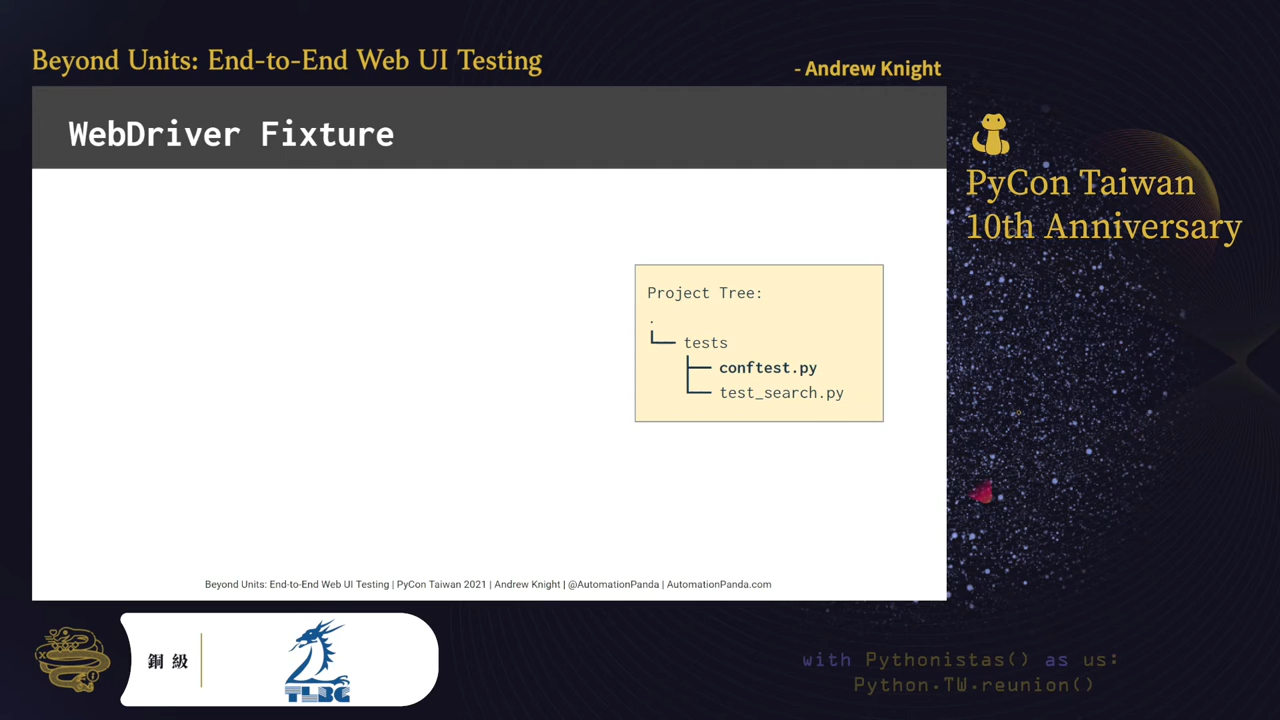 Beyond Units: End-to-End Web UI Testing
- Andrew Knight
WebDriver Fixture
PyCon Taiwan
10th Anniversary
Project Tree:
.
└── tests
    ├── conftest.py
    └── test_search.py
Beyond Units: End-to-End Web UI Testing | PyCon Taiwan 2021 | Andrew Knight | @AutomationPanda | AutomationPanda.com
銅級
TLBG
with Pythonistas() as us:
Python.TW.reunion()